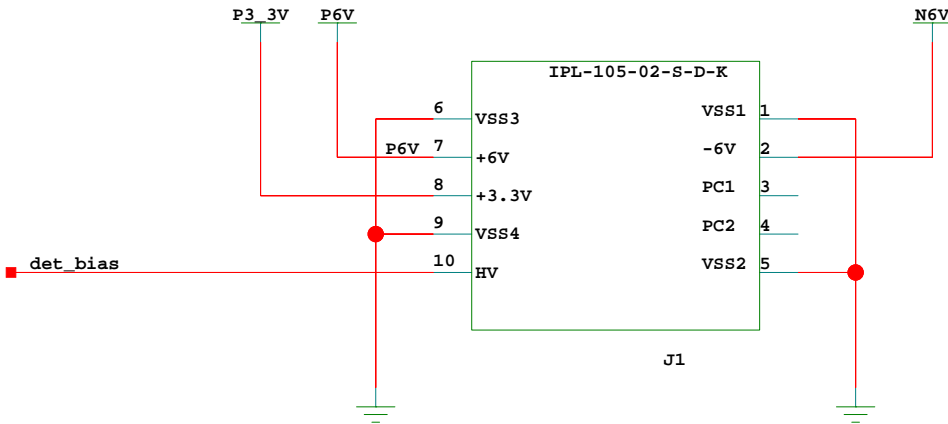 P3_3V P6V N6V
IPL-105-02-S-D-K
6 VSS3 VSS1 1
P6V 7 +6V -6V 2
8 +3.3V PC1 3
9 VSS4 PC2 4
det_bias 10 HV VSS2 5
J1